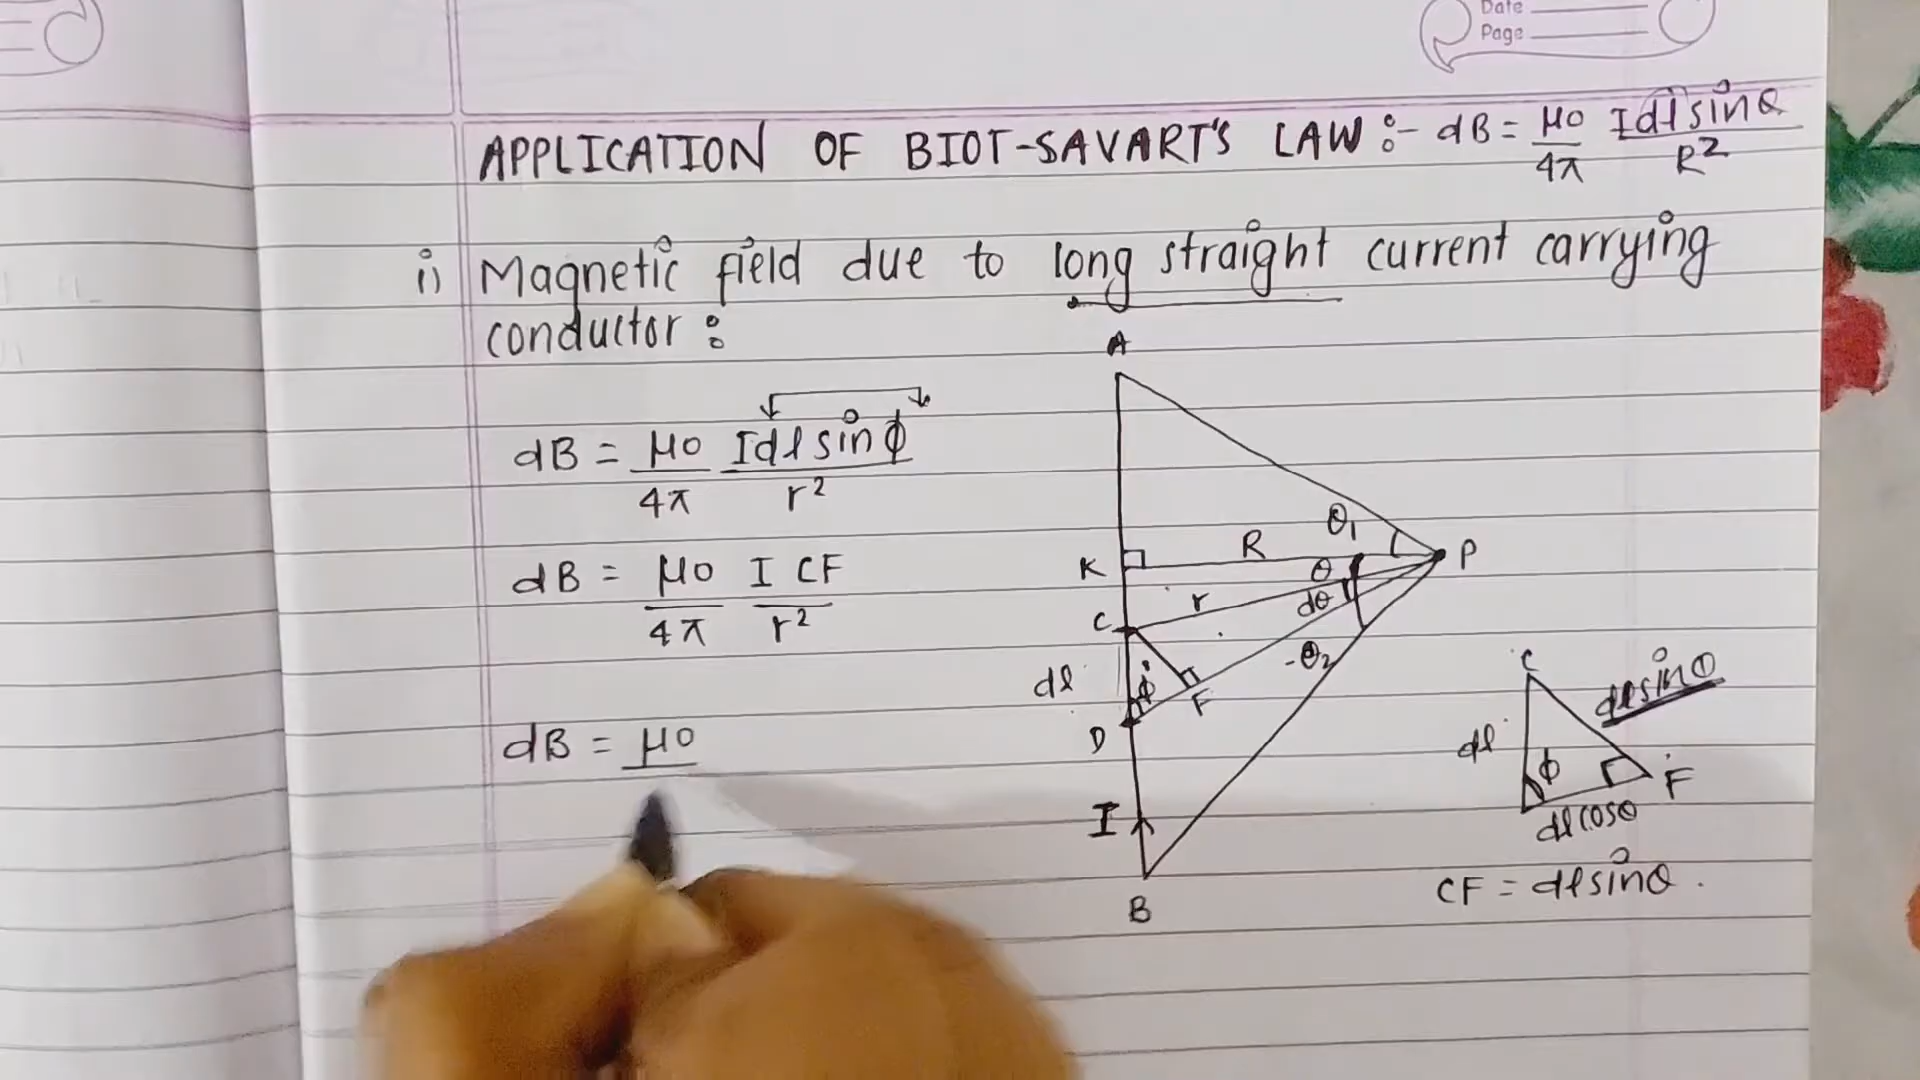 Date
Page
APPLICATION OF BIOT-SAVART'S LAW :- dB = μ0/4π Idl sinθ/R²
i) Magnetic field due to long straight current carrying
conductor :
A
dB = μ0/4π Idl sinϕ/r²
θ1
R
K
P
θ
dB = μ0/4π I CF/r²
r
dθ
C
-θ2
dl
ϕ
F
D
C
dl sinθ
dl
ϕ
F
dl cosθ
dB = μ0
I
CF = dl sinθ.
B